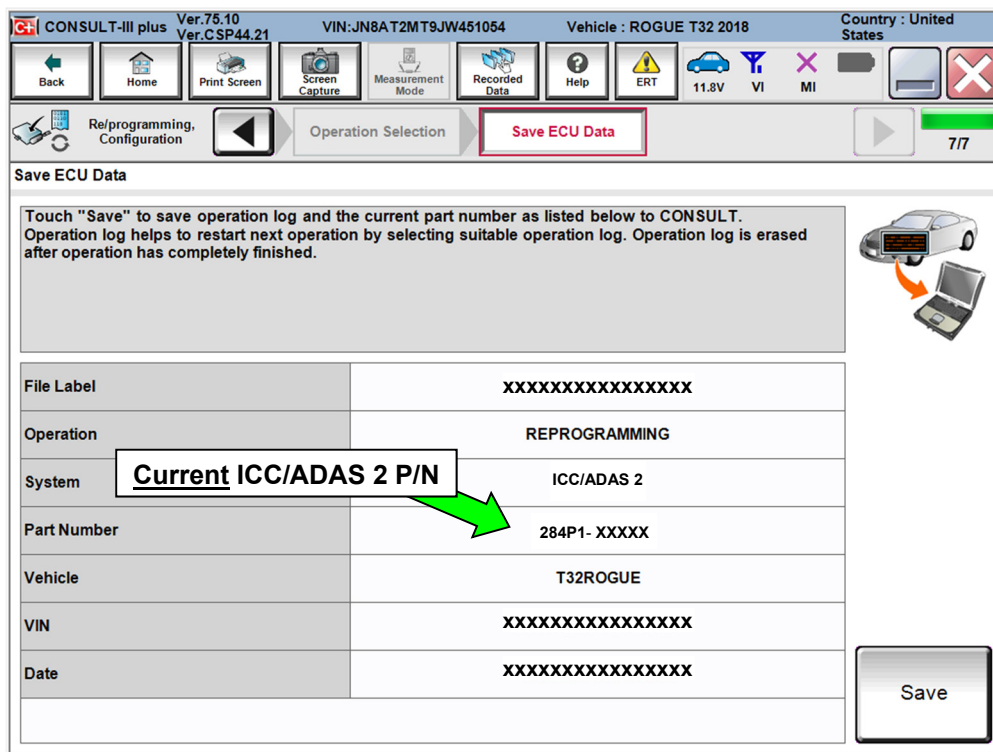 C+ CONSULT-III plus Ver.75.10 Ver.CSP44.21 VIN:JN8AT2MT9JW451054 Vehicle : ROGUE T32 2018 Country : United States
Back Home Print Screen Screen Capture Measurement Mode Recorded Data Help ERT 11.8V VI MI
Re/programming, Configuration Operation Selection Save ECU Data 7/7
Save ECU Data
Touch "Save" to save operation log and the current part number as listed below to CONSULT.
Operation log helps to restart next operation by selecting suitable operation log. Operation log is erased
after operation has completely finished.
File Label XXXXXXXXXXXXXXXX
Operation REPROGRAMMING
Current ICC/ADAS 2 P/N
System ICC/ADAS 2
Part Number 284P1- XXXXX
Vehicle T32ROGUE
VIN XXXXXXXXXXXXXXXX
Date XXXXXXXXXXXXXXXX
Save